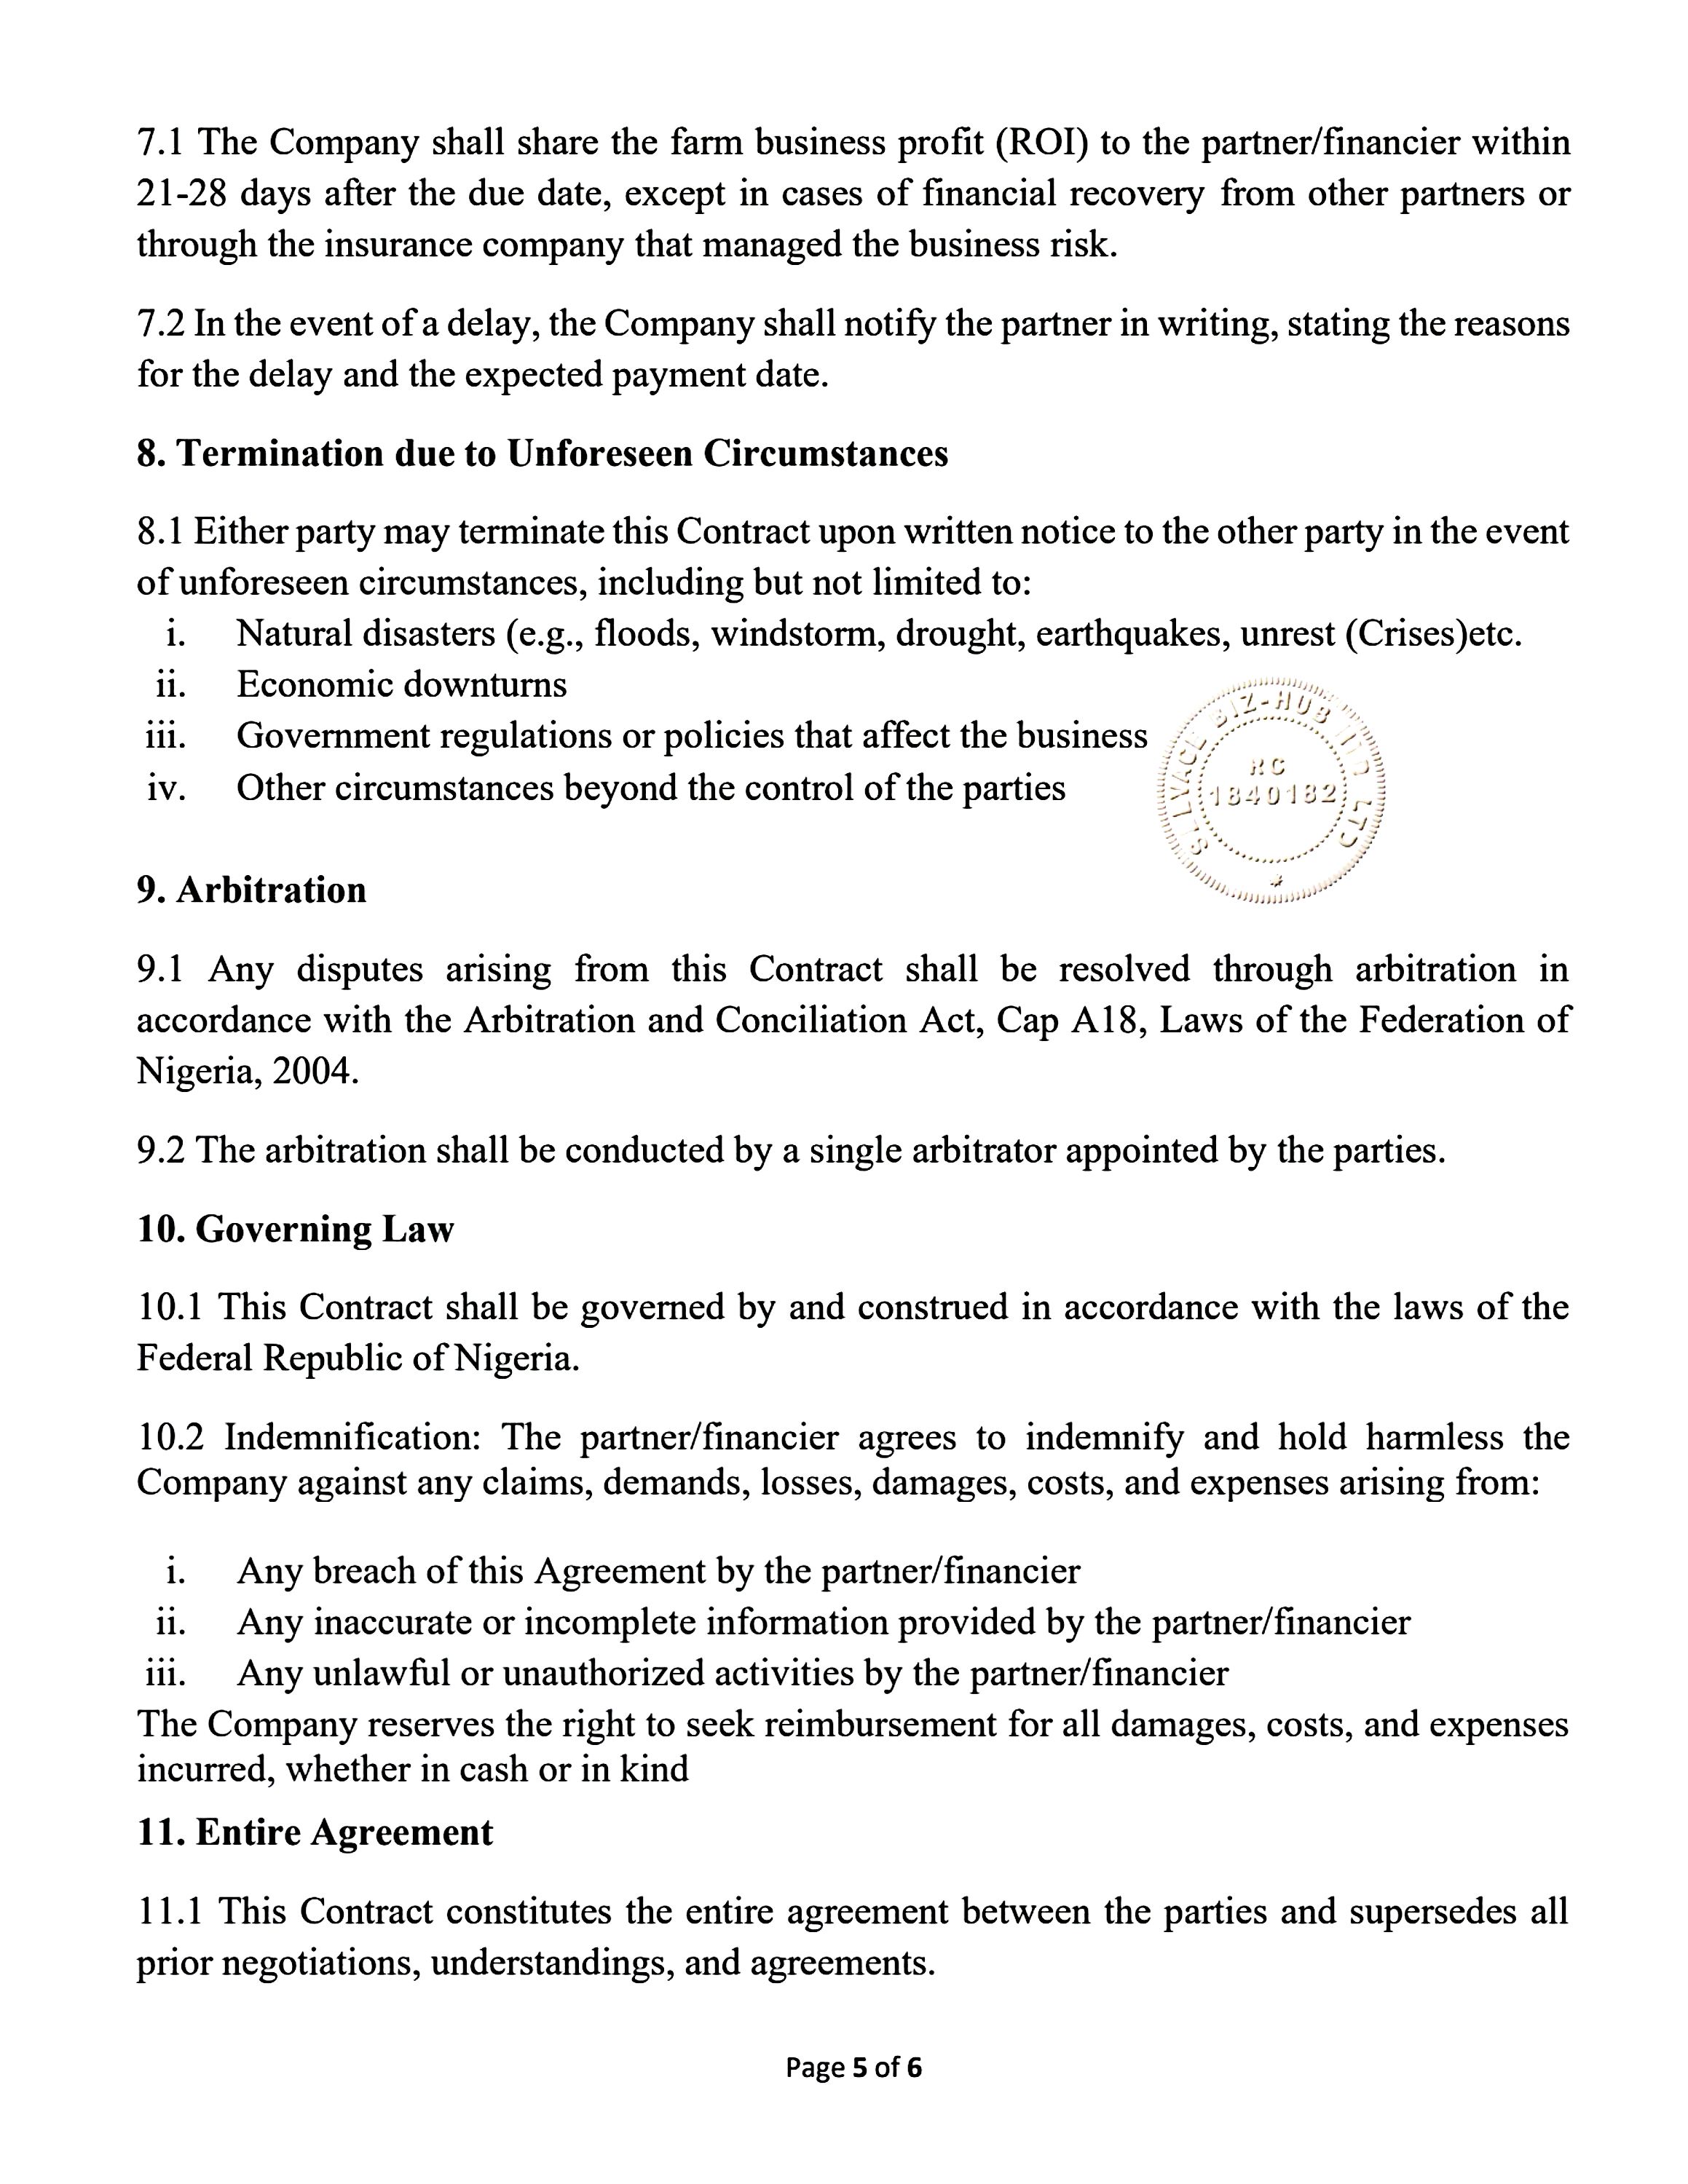 7.1 The Company shall share the farm business profit (ROI) to the partner/financier within
21-28 days after the due date, except in cases of financial recovery from other partners or
through the insurance company that managed the business risk.
7.2 In the event of a delay, the Company shall notify the partner in writing, stating the reasons
for the delay and the expected payment date.
8. Termination due to Unforeseen Circumstances
8.1 Either party may terminate this Contract upon written notice to the other party in the event
of unforeseen circumstances, including but not limited to:
i. Natural disasters (e.g., floods, windstorm, drought, earthquakes, unrest (Crises)etc.
ii. Economic downturns
iii. Government regulations or policies that affect the business
iv. Other circumstances beyond the control of the parties
BIZ-HUB
LTD
RC
1840182
9. Arbitration
9.1 Any disputes arising from this Contract shall be resolved through arbitration in
accordance with the Arbitration and Conciliation Act, Cap A18, Laws of the Federation of
Nigeria, 2004.
9.2 The arbitration shall be conducted by a single arbitrator appointed by the parties.
10. Governing Law
10.1 This Contract shall be governed by and construed in accordance with the laws of the
Federal Republic of Nigeria.
10.2 Indemnification: The partner/financier agrees to indemnify and hold harmless the
Company against any claims, demands, losses, damages, costs, and expenses arising from:
i. Any breach of this Agreement by the partner/financier
ii. Any inaccurate or incomplete information provided by the partner/financier
iii. Any unlawful or unauthorized activities by the partner/financier
The Company reserves the right to seek reimbursement for all damages, costs, and expenses
incurred, whether in cash or in kind
11. Entire Agreement
11.1 This Contract constitutes the entire agreement between the parties and supersedes all
prior negotiations, understandings, and agreements.
Page 5 of 6